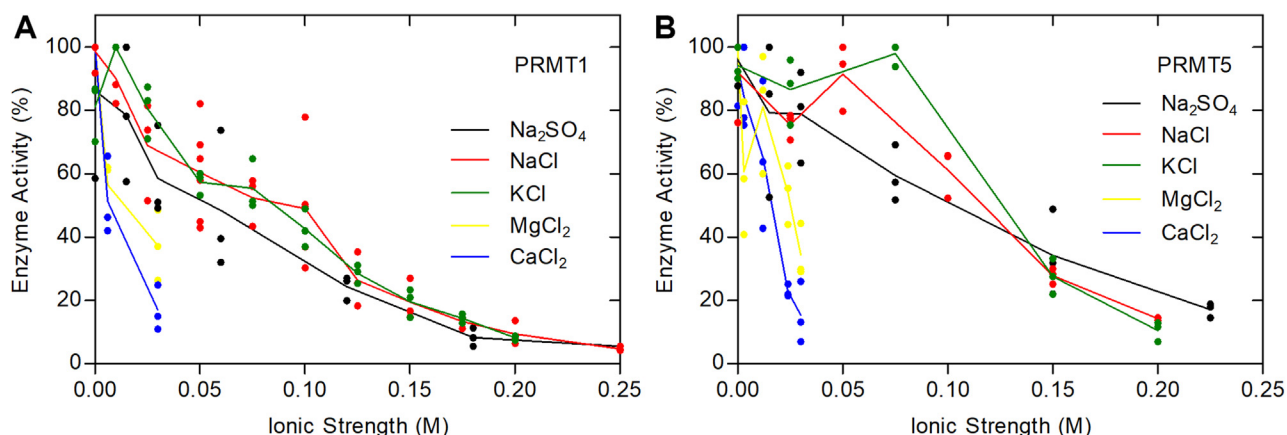 A
PRMT1
Na₂SO₄
NaCl
KCl
MgCl₂
CaCl₂
Enzyme Activity (%)
100
80
60
40
20
0
0.00 0.05 0.10 0.15 0.20 0.25
Ionic Strength (M)
B
PRMT5
Na₂SO₄
NaCl
KCl
MgCl₂
CaCl₂
Enzyme Activity (%)
100
80
60
40
20
0
0.00 0.05 0.10 0.15 0.20 0.25
Ionic Strength (M)